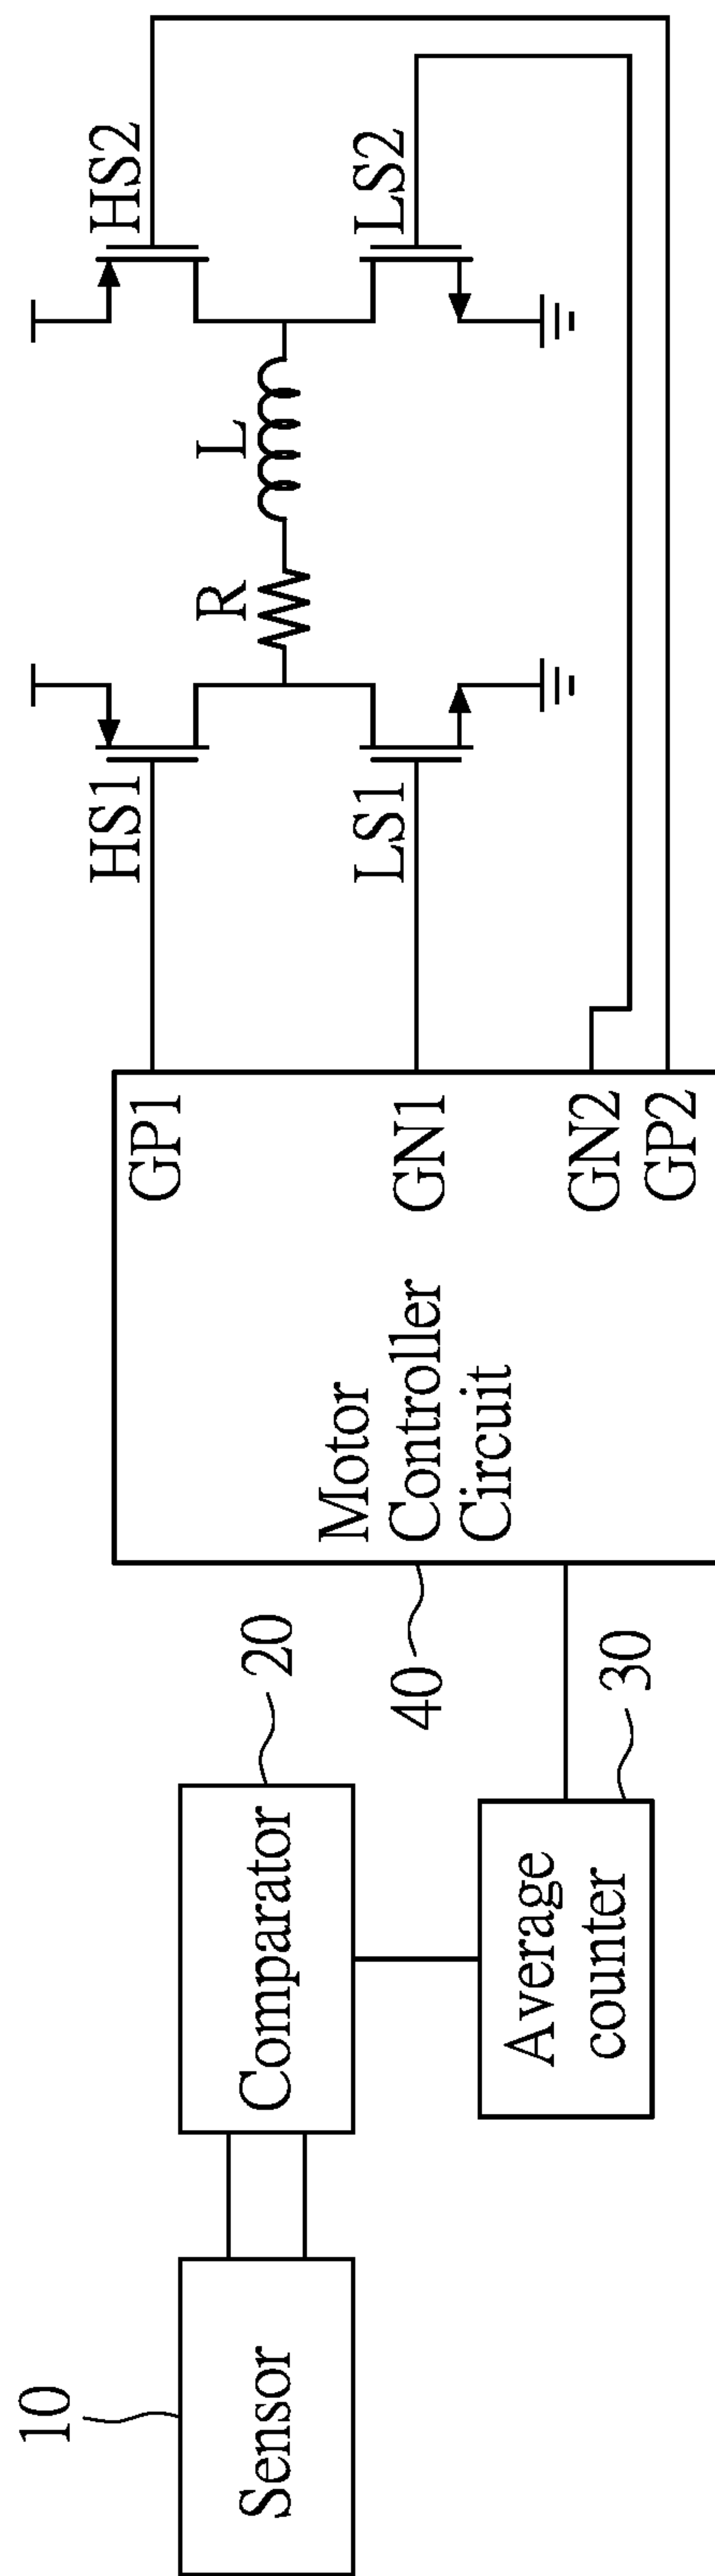 10
Sensor
Comparator
20
Average
counter
30
40
Motor
Controller
Circuit
GP1
GN1
GN2
GP2
HS1
LS1
R
L
HS2
LS2